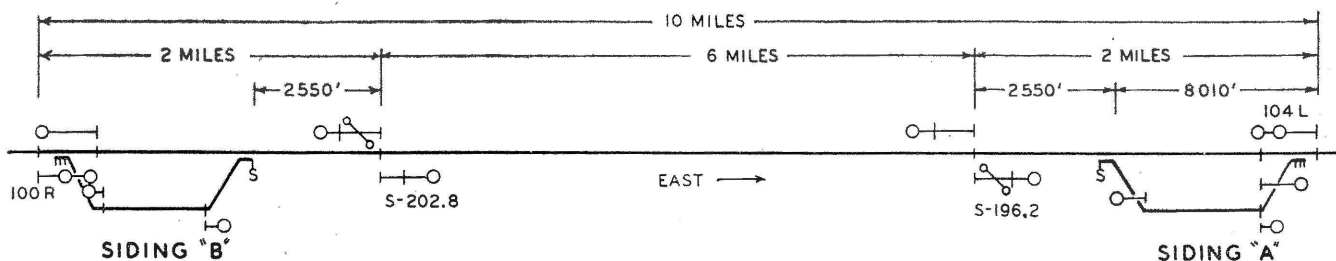 10 MILES
2 MILES
6 MILES
2 MILES
2550'
2550'
8010'
104 L
S
EAST
S
100R
S-202.8
S-196.2
SIDING "B"
SIDING "A"